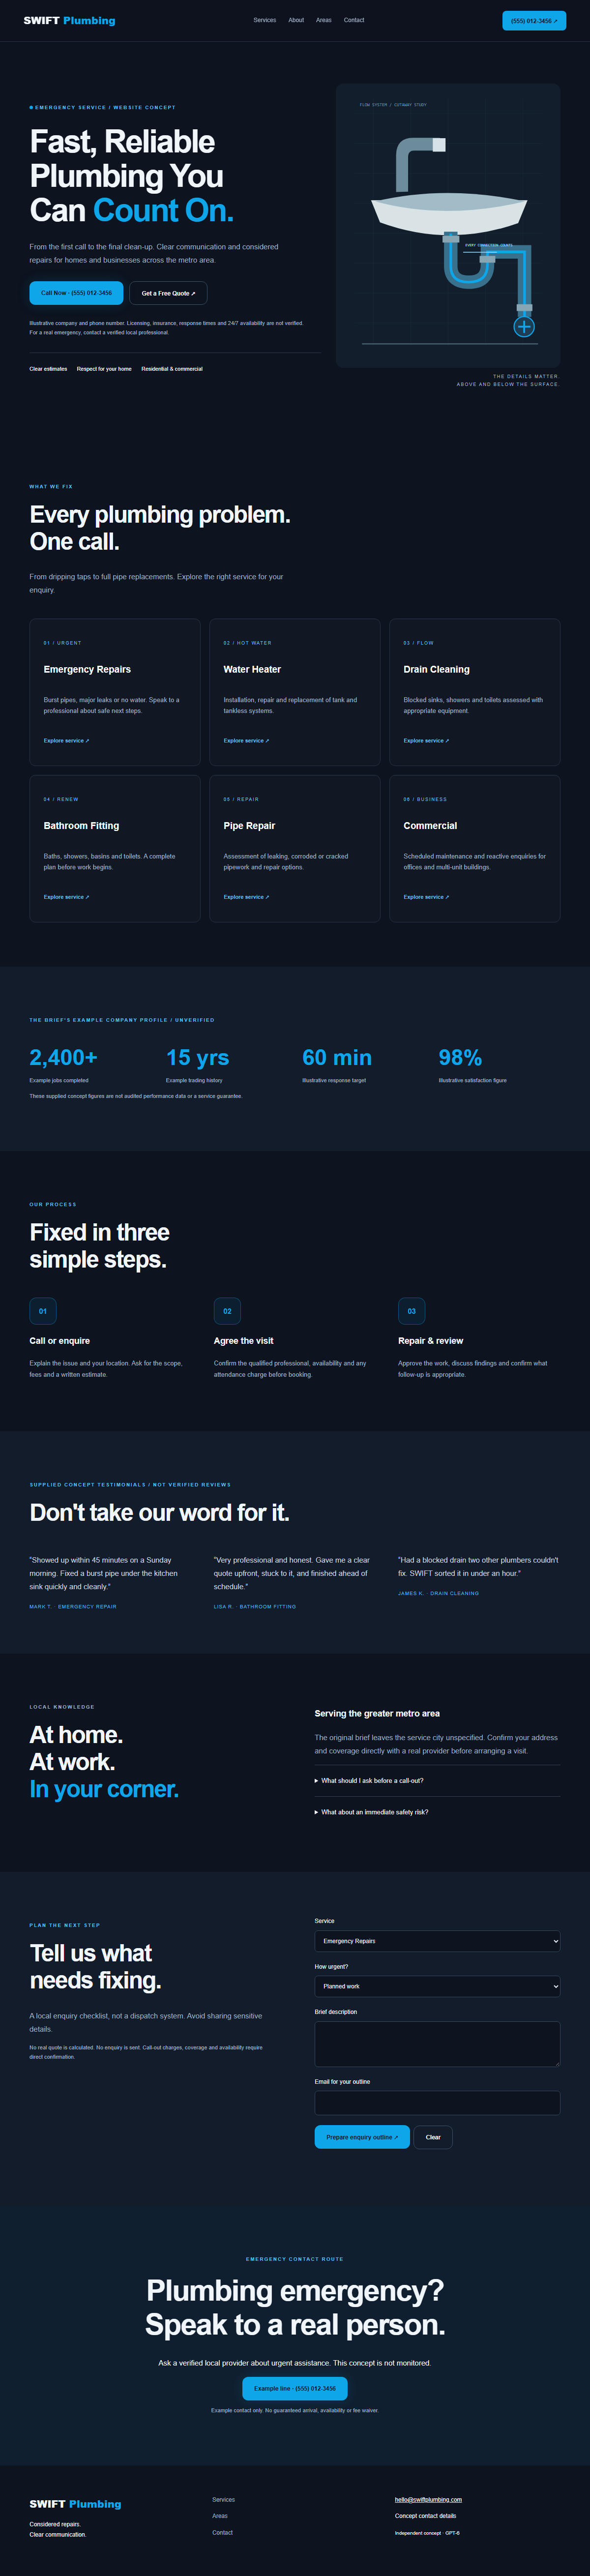 SWIFT Plumbing
Services
About
Areas
Contact
(555) 012-3456 ↗
EMERGENCY SERVICE / WEBSITE CONCEPT
Fast, Reliable
Plumbing You
Can Count On.
From the first call to the final clean-up. Clear communication and considered
repairs for homes and businesses across the metro area.
Call Now - (555) 012-3456
Get a Free Quote ↗
Illustrative company and phone number. Licensing, insurance, response times and 24/7 availability are not verified.
For a real emergency, contact a verified local professional.
Clear estimates
Respect for your home
Residential & commercial
FLOW SYSTEM / CUTAWAY STUDY
EVERY CONNECTION COUNTS
THE DETAILS MATTER.
ABOVE AND BELOW THE SURFACE.
WHAT WE FIX
Every plumbing problem.
One call.
From dripping taps to full pipe replacements. Explore the right service for your
enquiry.
01 / URGENT
Emergency Repairs
Burst pipes, major leaks or no water. Speak to a
professional about safe next steps.
Explore service ↗
02 / HOT WATER
Water Heater
Installation, repair and replacement of tank and
tankless systems.
Explore service ↗
03 / FLOW
Drain Cleaning
Blocked sinks, showers and toilets assessed with
appropriate equipment.
Explore service ↗
04 / RENEW
Bathroom Fitting
Baths, showers, basins and toilets. A complete
plan before work begins.
Explore service ↗
05 / REPAIR
Pipe Repair
Assessment of leaking, corroded or cracked
pipework and repair options.
Explore service ↗
06 / BUSINESS
Commercial
Scheduled maintenance and reactive enquiries for
offices and multi-unit buildings.
Explore service ↗
THE BRIEF'S EXAMPLE COMPANY PROFILE / UNVERIFIED
2,400+
Example jobs completed
15 yrs
Example trading history
60 min
Illustrative response target
98%
Illustrative satisfaction figure
These supplied concept figures are not audited performance data or a service guarantee.
OUR PROCESS
Fixed in three
simple steps.
01
Call or enquire
Explain the issue and your location. Ask for the scope,
fees and a written estimate.
02
Agree the visit
Confirm the qualified professional, availability and any
attendance charge before booking.
03
Repair & review
Approve the work, discuss findings and confirm what
follow-up is appropriate.
SUPPLIED CONCEPT TESTIMONIALS / NOT VERIFIED REVIEWS
Don't take our word for it.
"Showed up within 45 minutes on a Sunday
morning. Fixed a burst pipe under the kitchen
sink quickly and cleanly."
MARK T. · EMERGENCY REPAIR
"Very professional and honest. Gave me a clear
quote upfront, stuck to it, and finished ahead of
schedule."
LISA R. · BATHROOM FITTING
"Had a blocked drain two other plumbers couldn't
fix. SWIFT sorted it in under an hour."
JAMES K. · DRAIN CLEANING
LOCAL KNOWLEDGE
At home.
At work.
In your corner.
Serving the greater metro area
The original brief leaves the service city unspecified. Confirm your address
and coverage directly with a real provider before arranging a visit.
What should I ask before a call-out?
What about an immediate safety risk?
PLAN THE NEXT STEP
Tell us what
needs fixing.
A local enquiry checklist, not a dispatch system. Avoid sharing sensitive
details.
No real quote is calculated. No enquiry is sent. Call-out charges, coverage and availability require
direct confirmation.
Service
Emergency Repairs
How urgent?
Planned work
Brief description
Email for your outline
Prepare enquiry outline ↗
Clear
EMERGENCY CONTACT ROUTE
Plumbing emergency?
Speak to a real person.
Ask a verified local provider about urgent assistance. This concept is not monitored.
Example line - (555) 012-3456
Example contact only. No guaranteed arrival, availability or fee waiver.
SWIFT Plumbing
Considered repairs.
Clear communication.
Services
Areas
Contact
hello@swiftplumbing.com
Concept contact details
Independent concept · GPT-6